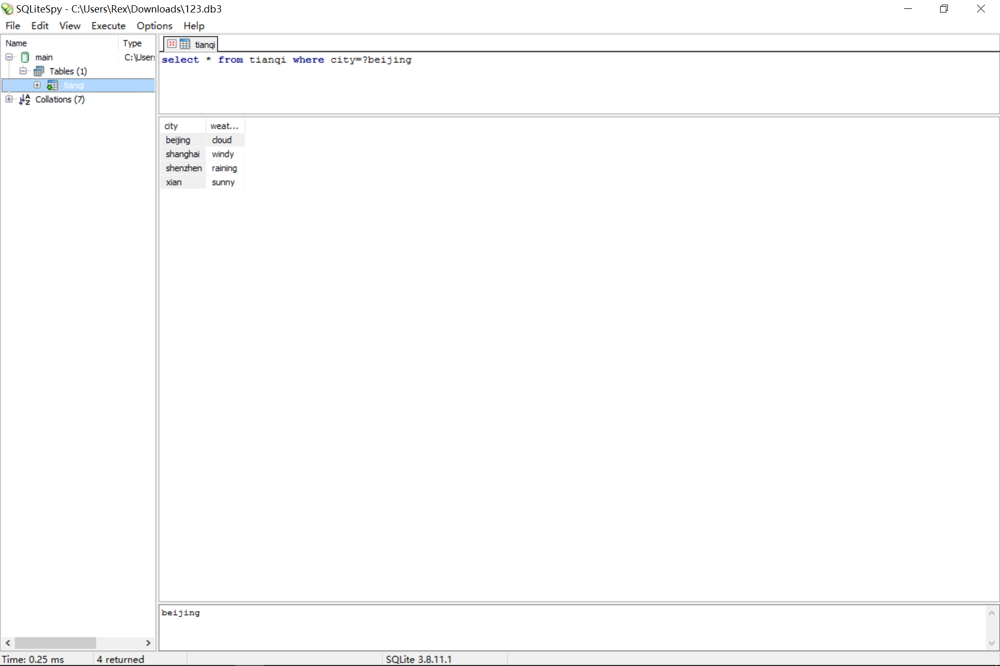 SQLiteSpy - C:\Users\Rex\Downloads\123.db3
File Edit View Execute Options Help
Name Type
main C:\User
Tables (1)
tianqi
Collations (7)
tianqi
select * from tianqi where city=?beijing
city weat...
beijing cloud
shanghai windy
shenzhen raining
xian sunny
beijing
Time: 0.25 ms 4 returned SQLite 3.8.11.1